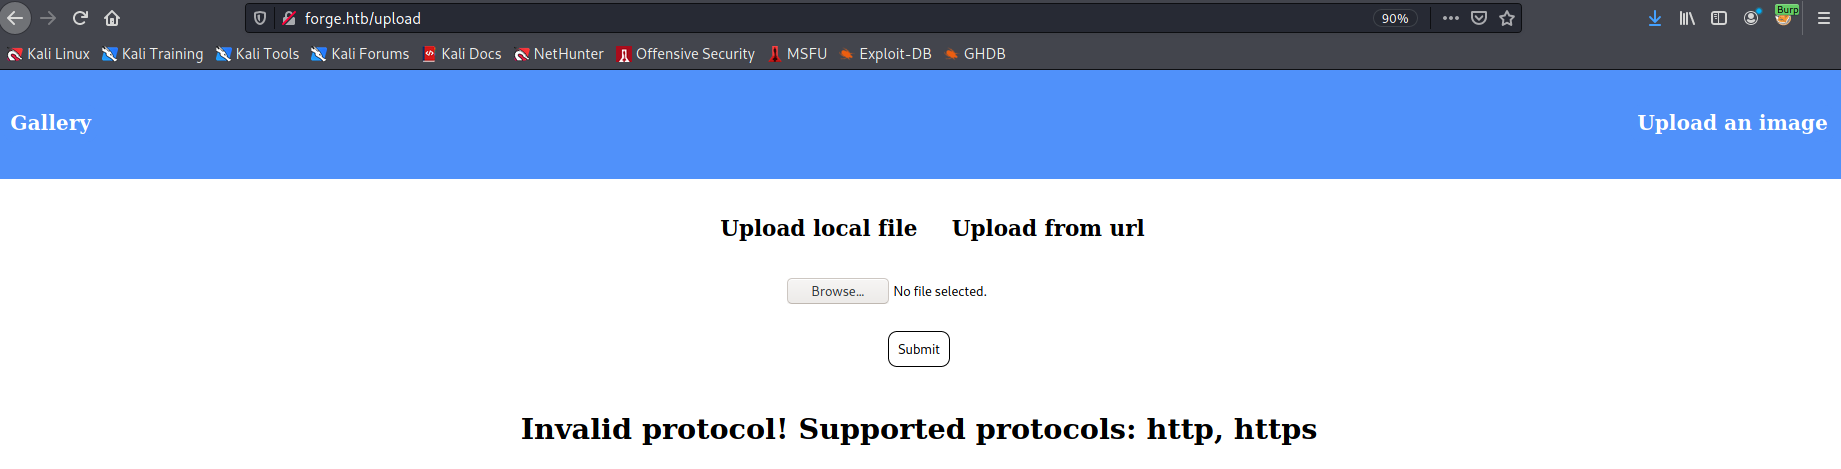 forge.htb/upload 90% Burp
Kali Linux Kali Training Kali Tools Kali Forums Kali Docs NetHunter Offensive Security MSFU Exploit-DB GHDB
Gallery Upload an image
Upload local file Upload from url
Browse... No file selected.
Submit
Invalid protocol! Supported protocols: http, https